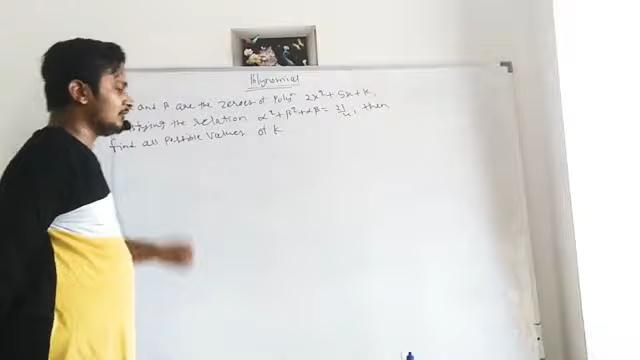 Polynomial
and β are the zeroes of Polyⁿ 2x² + 5x + k,
the relation α² + β² + αβ = 21/4, then
find all Possible values of k